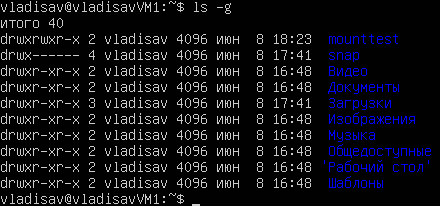 vladisav@vladisavVM1:~$ ls -g
итого 40
drwxrwxr-x 2 vladisav 4096 июн  8 18:23  mounttest
drwx------ 4 vladisav 4096 июн  8 17:41  snap
drwxr-xr-x 2 vladisav 4096 июн  8 16:48  Видео
drwxr-xr-x 2 vladisav 4096 июн  8 16:48  Документы
drwxr-xr-x 3 vladisav 4096 июн  8 17:41  Загрузки
drwxr-xr-x 2 vladisav 4096 июн  8 16:48  Изображения
drwxr-xr-x 2 vladisav 4096 июн  8 16:48  Музыка
drwxr-xr-x 2 vladisav 4096 июн  8 16:48  Общедоступные
drwxr-xr-x 2 vladisav 4096 июн  8 16:48 'Рабочий стол'
drwxr-xr-x 2 vladisav 4096 июн  8 16:48  Шаблоны
vladisav@vladisavVM1:~$